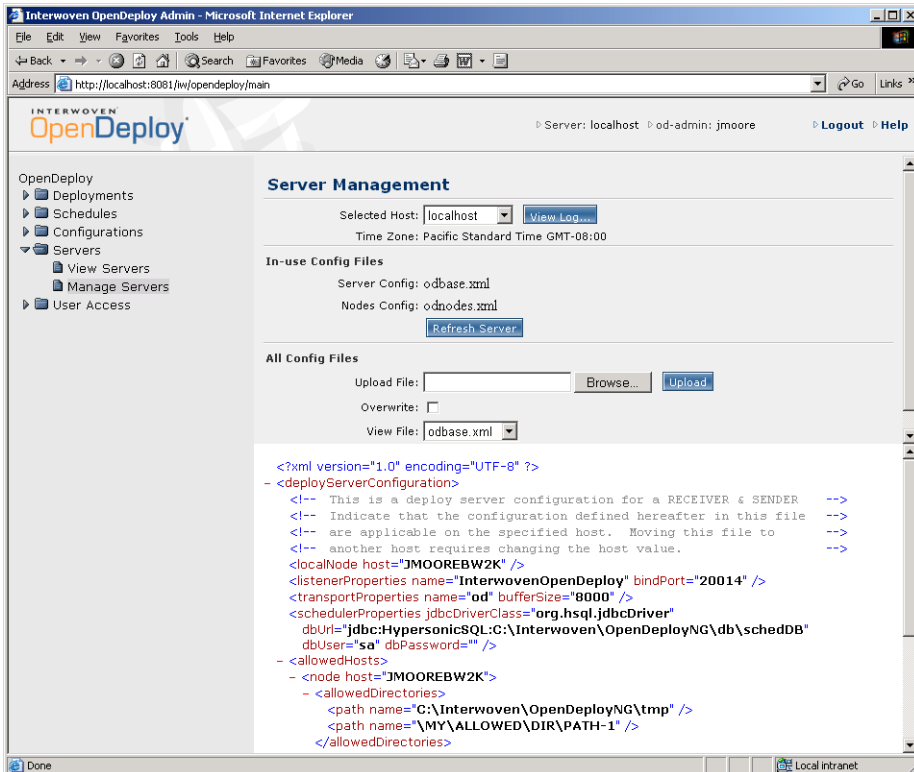 Interwoven OpenDeploy Admin - Microsoft Internet Explorer
File Edit View Favorites Tools Help
Back Search Favorites Media
Address http://localhost:8081/iw/opendeploy/main Go Links »
INTERWOVEN
OpenDeploy
Server: localhost od-admin: jmoore Logout Help
OpenDeploy
Deployments
Schedules
Configurations
Servers
View Servers
Manage Servers
User Access
Server Management
Selected Host: localhost View Log...
Time Zone: Pacific Standard Time GMT-08:00
In-use Config Files
Server Config: odbase.xml
Nodes Config: odnodes.xml
Refresh Server
All Config Files
Upload File: Browse... Upload
Overwrite:
View File: odbase.xml
<?xml version="1.0" encoding="UTF-8" ?>
- <deployServerConfiguration>
<!-- This is a deploy server configuration for a RECEIVER & SENDER -->
<!-- Indicate that the configuration defined hereafter in this file -->
<!-- are applicable on the specified host. Moving this file to -->
<!-- another host requires changing the host value. -->
<localNode host="JMOOREBW2K" />
<listenerProperties name="InterwovenOpenDeploy" bindPort="20014" />
<transportProperties name="od" bufferSize="8000" />
<schedulerProperties jdbcDriverClass="org.hsql.jdbcDriver"
dbUrl="jdbc:HypersonicSQL:C:\Interwoven\OpenDeployNG\db\schedDB"
dbUser="sa" dbPassword="" />
- <allowedHosts>
- <node host="JMOOREBW2K">
- <allowedDirectories>
<path name="C:\Interwoven\OpenDeployNG\tmp" />
<path name="\MY\ALLOWED\DIR\PATH-1" />
</allowedDirectories>
Done Local intranet